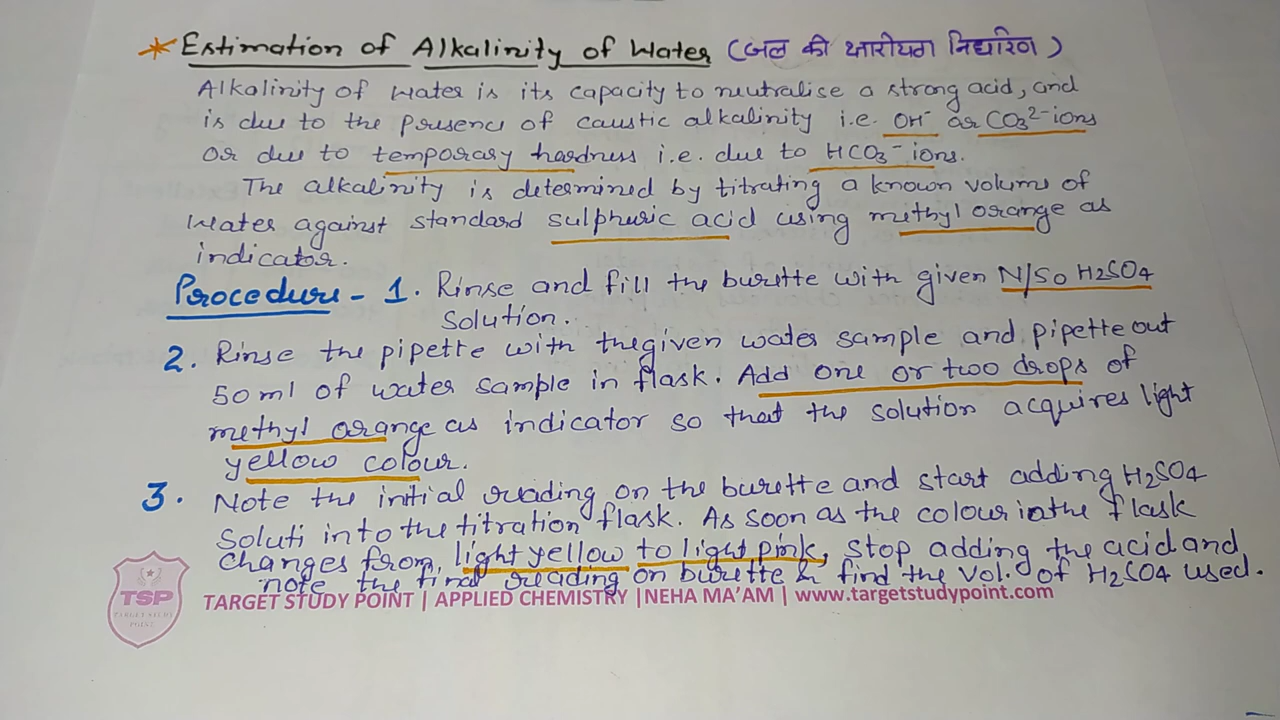 * Estimation of Alkalinity of Water (जल की क्षारीयता निर्धारण)
Alkalinity of water is its capacity to neutralise a strong acid, and
is due to the presence of caustic alkalinity i.e. OH⁻ or CO3²⁻ ions
or due to temporary hardness i.e. due to HCO3⁻ ions.
The alkalinity is determined by titrating a known volume of
water against standard sulphuric acid using methyl orange as
indicator.
Procedure - 1. Rinse and fill the burette with given N/50 H2SO4
Solution.
2. Rinse the pipette with the given water sample and pipette out
50 ml of water sample in flask. Add one or two drops of
methyl orange as indicator so that the solution acquires light
yellow colour.
3. Note the initial reading on the burette and start adding H2SO4
Soluti into the titration flask. As soon as the colour in the flask
changes from light yellow to light pink, stop adding the acid and
note the final reading on burette & find the vol. of H2SO4 used.
TSP
TARGET STUDY
POINT
TARGET STUDY POINT | APPLIED CHEMISTRY |NEHA MA'AM | www.targetstudypoint.com